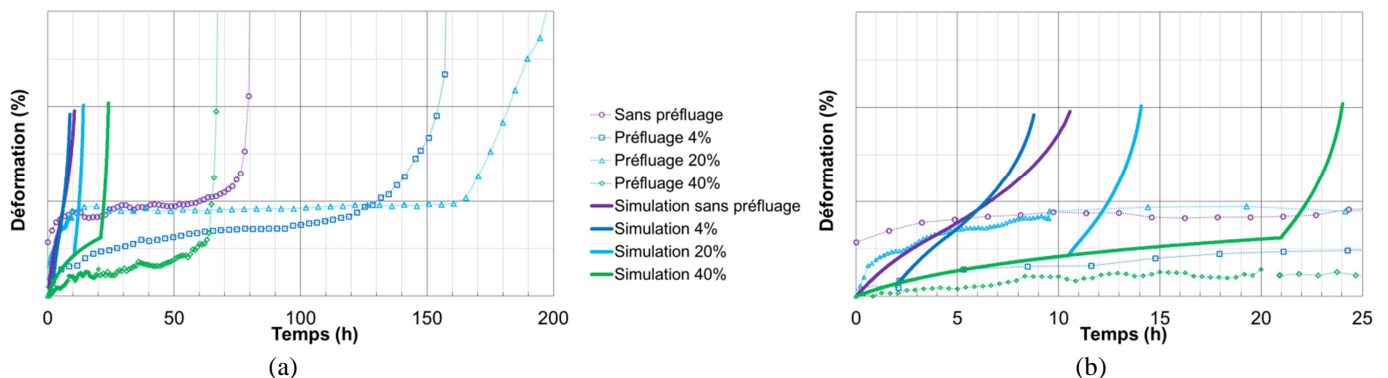 Déformation (%)
0
50
100
150
200
Temps (h)
(a)
Sans préfluage
Préfluage 4%
Préfluage 20%
Préfluage 40%
Simulation sans préfluage
Simulation 4%
Simulation 20%
Simulation 40%
Déformation (%)
0
5
10
15
20
25
Temps (h)
(b)